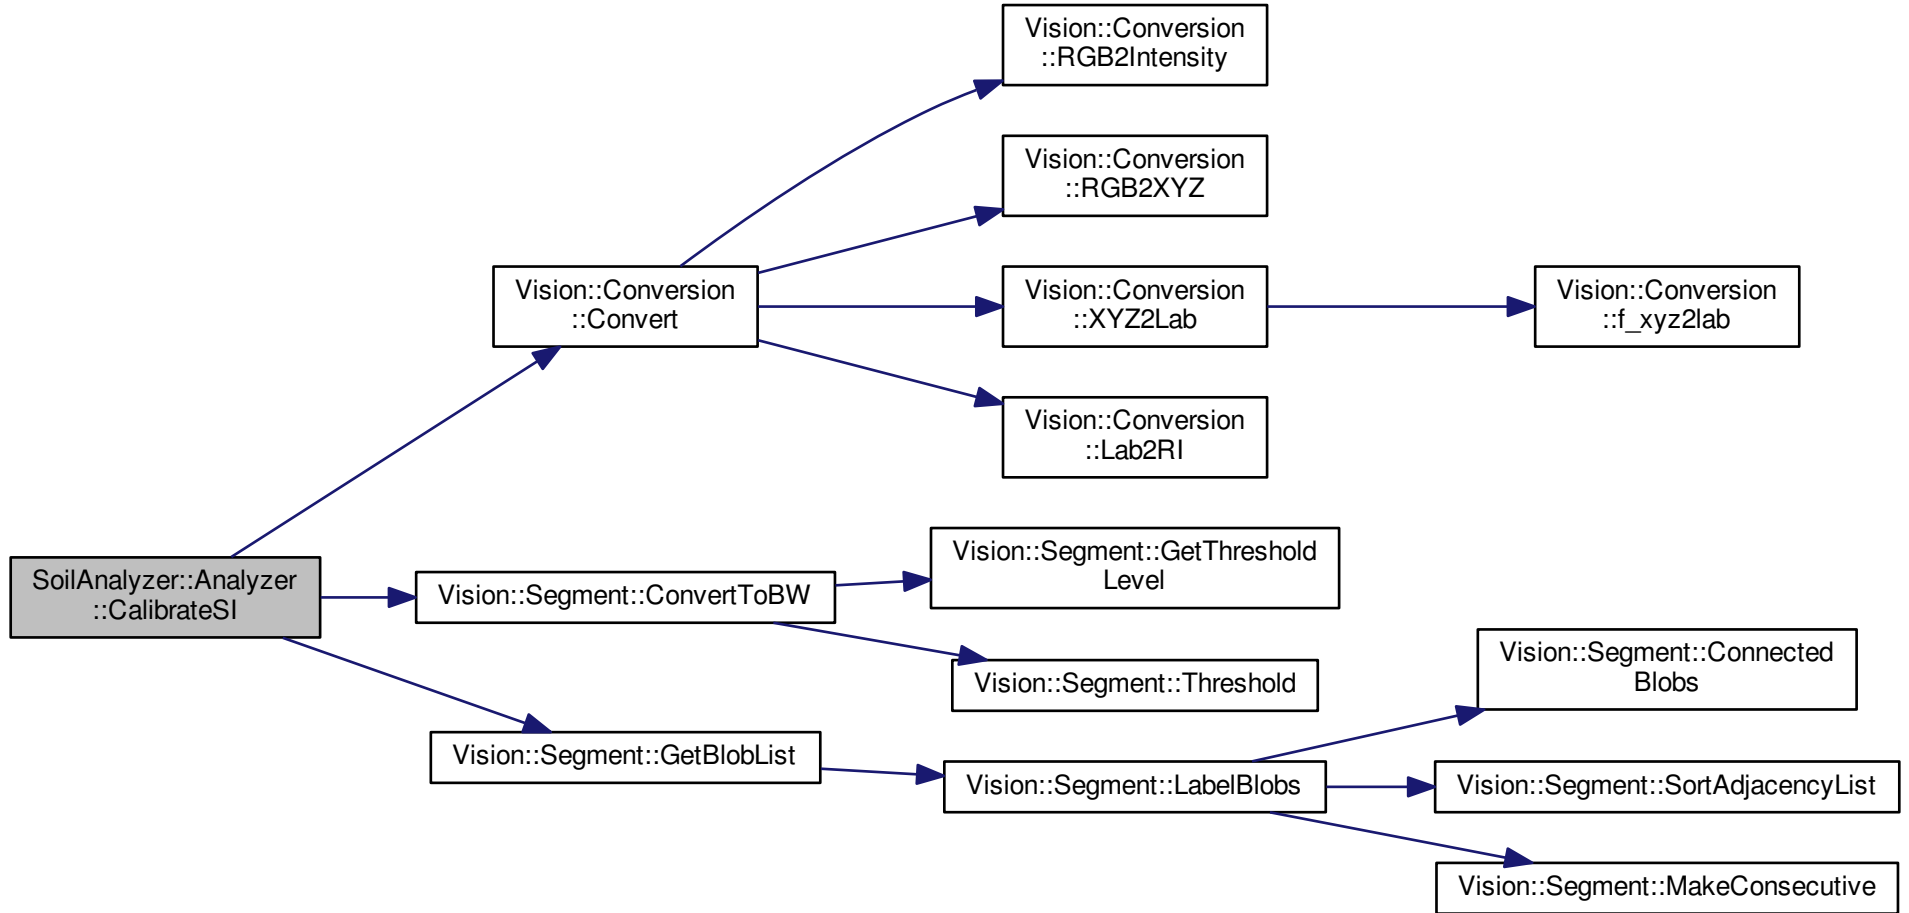 Vision::Conversion
::RGB2Intensity
Vision::Conversion
::RGB2XYZ
Vision::Conversion
::Convert
Vision::Conversion
::XYZ2Lab
Vision::Conversion
::f_xyz2lab
Vision::Conversion
::Lab2RI
SoilAnalyzer::Analyzer
::CalibrateSI
Vision::Segment::ConvertToBW
Vision::Segment::GetThreshold
Level
Vision::Segment::Threshold
Vision::Segment::GetBlobList
Vision::Segment::LabelBlobs
Vision::Segment::Connected
Blobs
Vision::Segment::SortAdjacencyList
Vision::Segment::MakeConsecutive